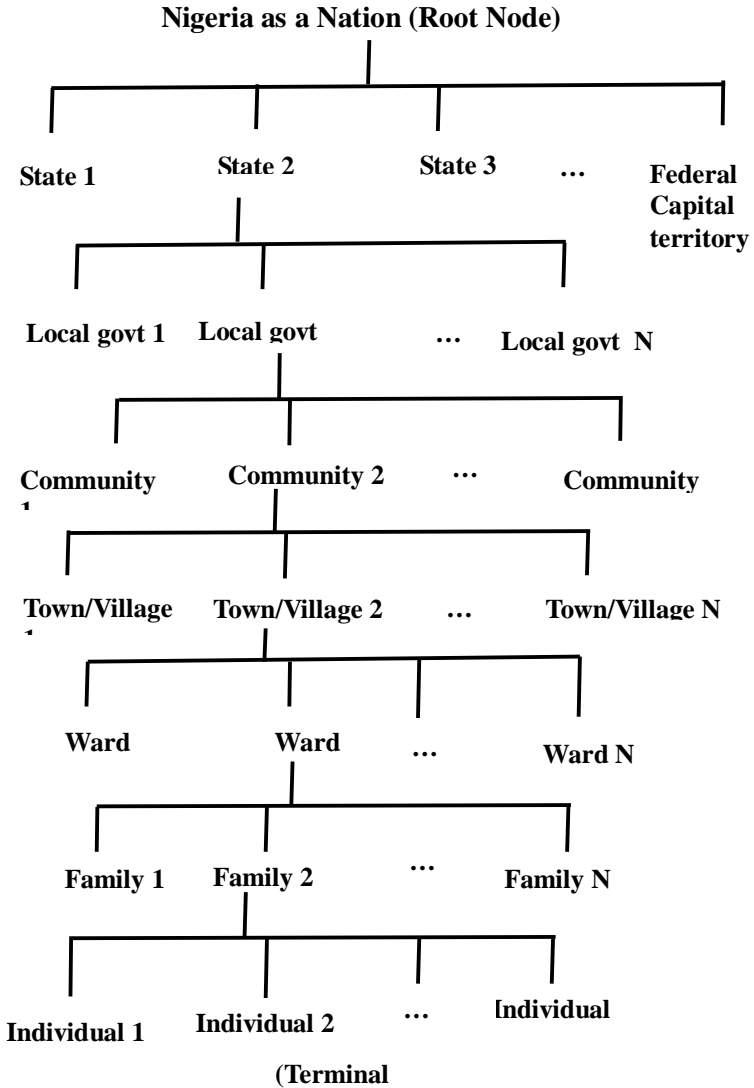 Nigeria as a Nation (Root Node)
State 1 State 2 State 3 ... Federal
Capital
territory
Local govt 1 Local govt ... Local govt N
Community Community 2 ... Community
1
Town/Village Town/Village 2 ... Town/Village N
Ward Ward ... Ward N
Family 1 Family 2 ... Family N
Individual 1 Individual 2 ... Individual
(Terminal